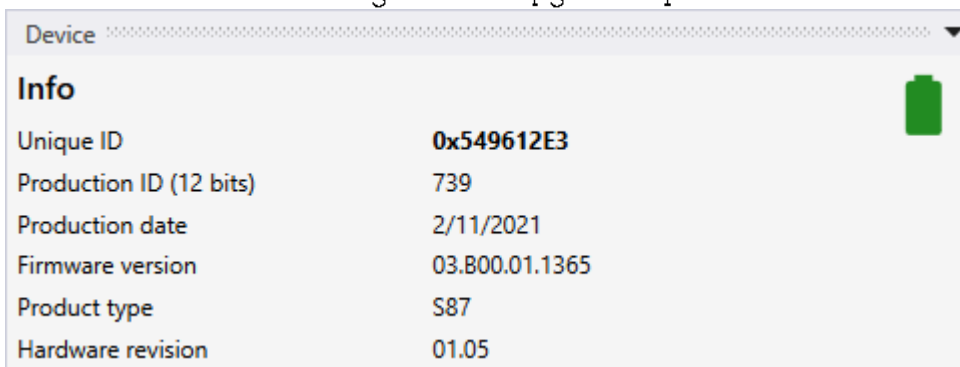 Device
Info
Unique ID 0x549612E3
Production ID (12 bits) 739
Production date 2/11/2021
Firmware version 03.B00.01.1365
Product type S87
Hardware revision 01.05